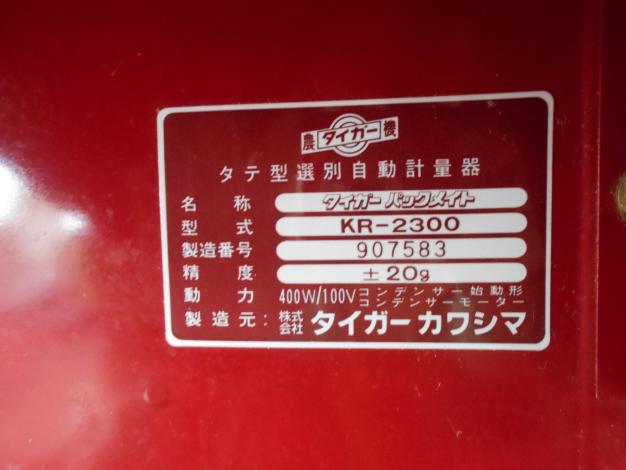 農 タイガー 機
タテ型選別自動計量器
名 称 タイガー パックメイト
型 式 KR-2300
製造番号 907583
精 度 ±20g
動 力 400W/100V コンデンサー始動形 コンデンサーモーター
製造元: 株式会社 タイガーカワシマ